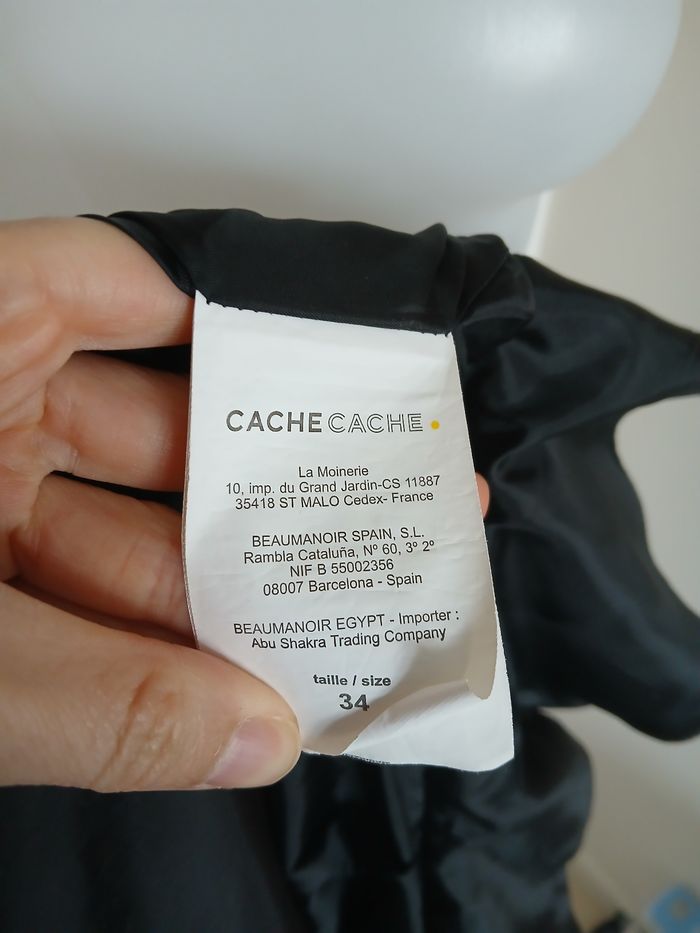 CACHE CACHE
La Moinerie
10, imp. du Grand Jardin-CS 11887
35418 ST MALO Cedex- France
BEAUMANOIR SPAIN, S.L.
Rambla Cataluña, Nº 60, 3º 2º
NIF B 55002356
08007 Barcelona - Spain
BEAUMANOIR EGYPT - Importer :
Abu Shakra Trading Company
taille / size
34